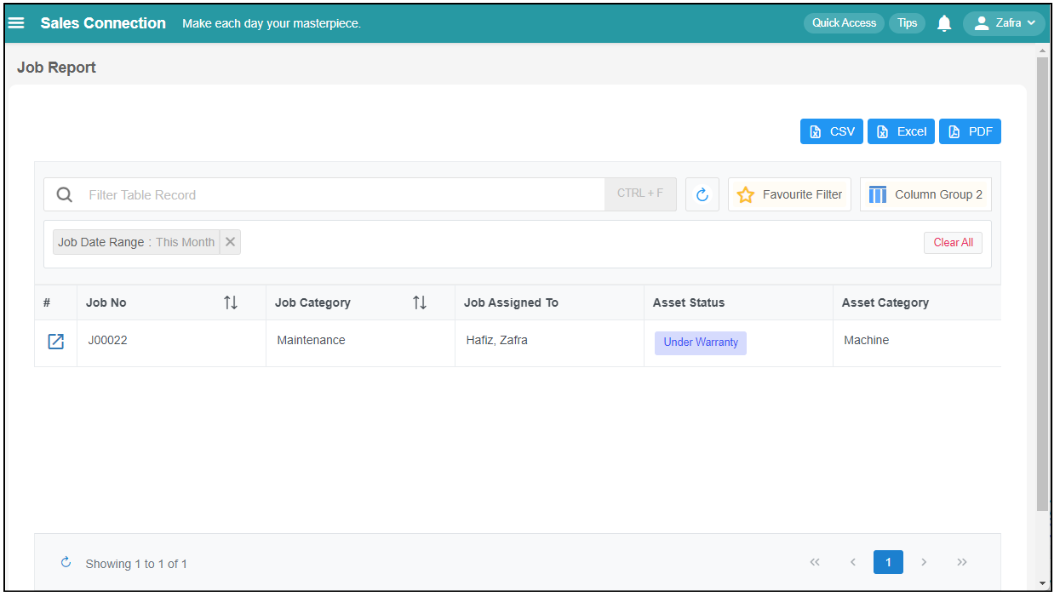 Sales Connection Make each day your masterpiece. Quick Access Tips Zafra
Job Report
CSV Excel PDF
Filter Table Record CTRL + F Favourite Filter Column Group 2
Job Date Range : This Month Clear All
# Job No Job Category Job Assigned To Asset Status Asset Category
J00022 Maintenance Hafiz, Zafra Under Warranty Machine
Showing 1 to 1 of 1 << < 1 > >>